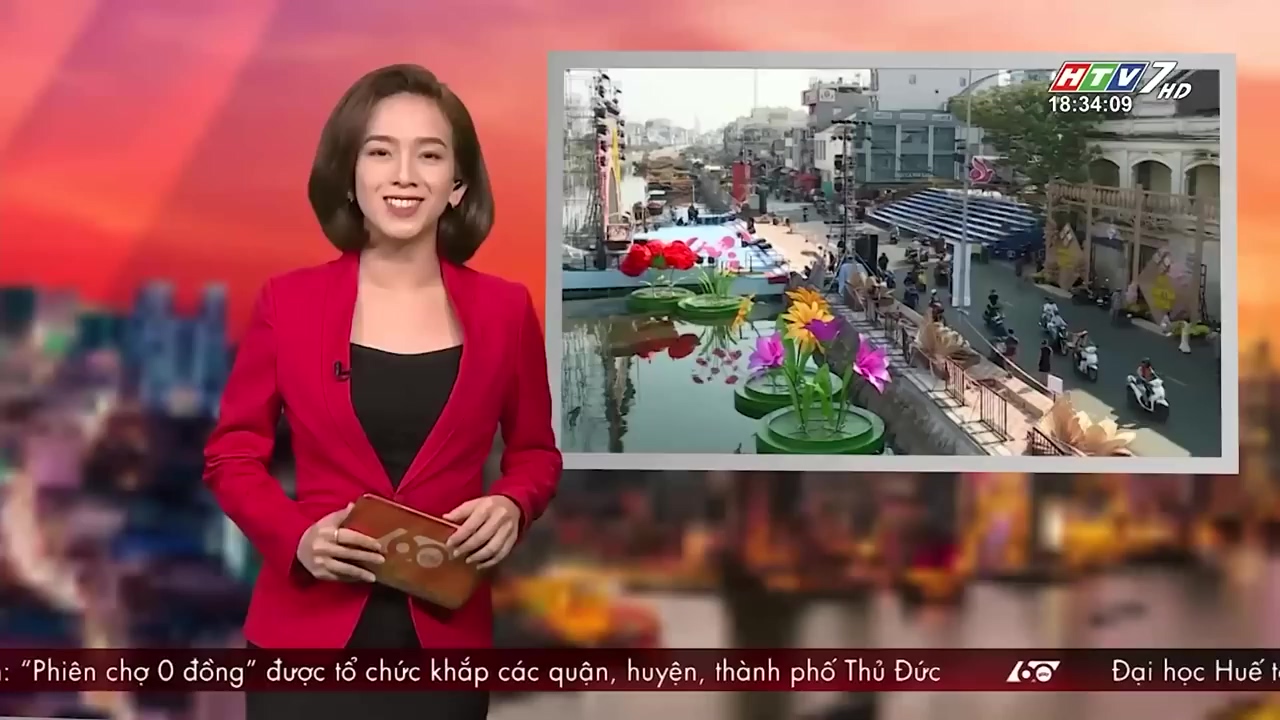 HTV7 HD
18:34:09
: “Phiên chợ 0 đồng” được tổ chức khắp các quận, huyện, thành phố Thủ Đức
60
Đại học Huế t